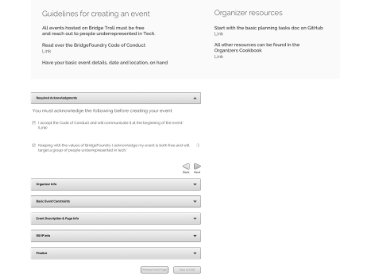 Guidelines for creating an event
Organizer resources
All events hosted on Bridge Troll must be free
and reach out to people underrepresented in Tech
Start with the basic planning tasks doc on GitHub
Link
Read over the BridgeFoundry Code of Conduct
Link
All other resources can be found in the
Organizers Cookbook
Link
Have your basic event details, date and location, on hand
Required Acknowledgments
You must acknowledge the following before creating your event
I accept the Code of Conduct and will communicate it at the beginning of the event.
(Link)
Keeping with the values of BridgeFoundry, I acknowledge my event is both free and will
target a group of people underrepresented in tech
Organizer Info
Basic Event Constraints
Event Description & Page Info
Preview